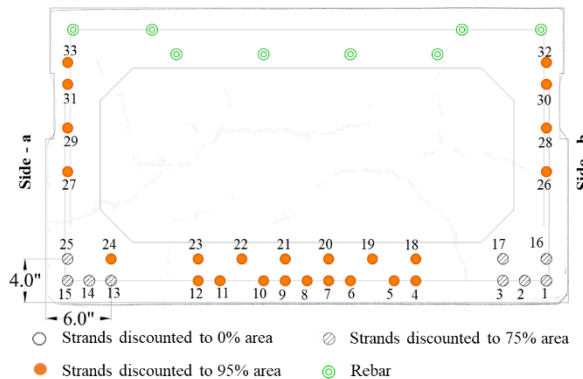 33 32
31 30
Side - a
Side - b
29 28
27 26
25 24 23 22 21 20 19 18 17 16
4.0"
15 14 13 12 11 10 9 8 7 6 5 4 3 2 1
6.0"
Strands discounted to 0% area Strands discounted to 75% area
Strands discounted to 95% area Rebar